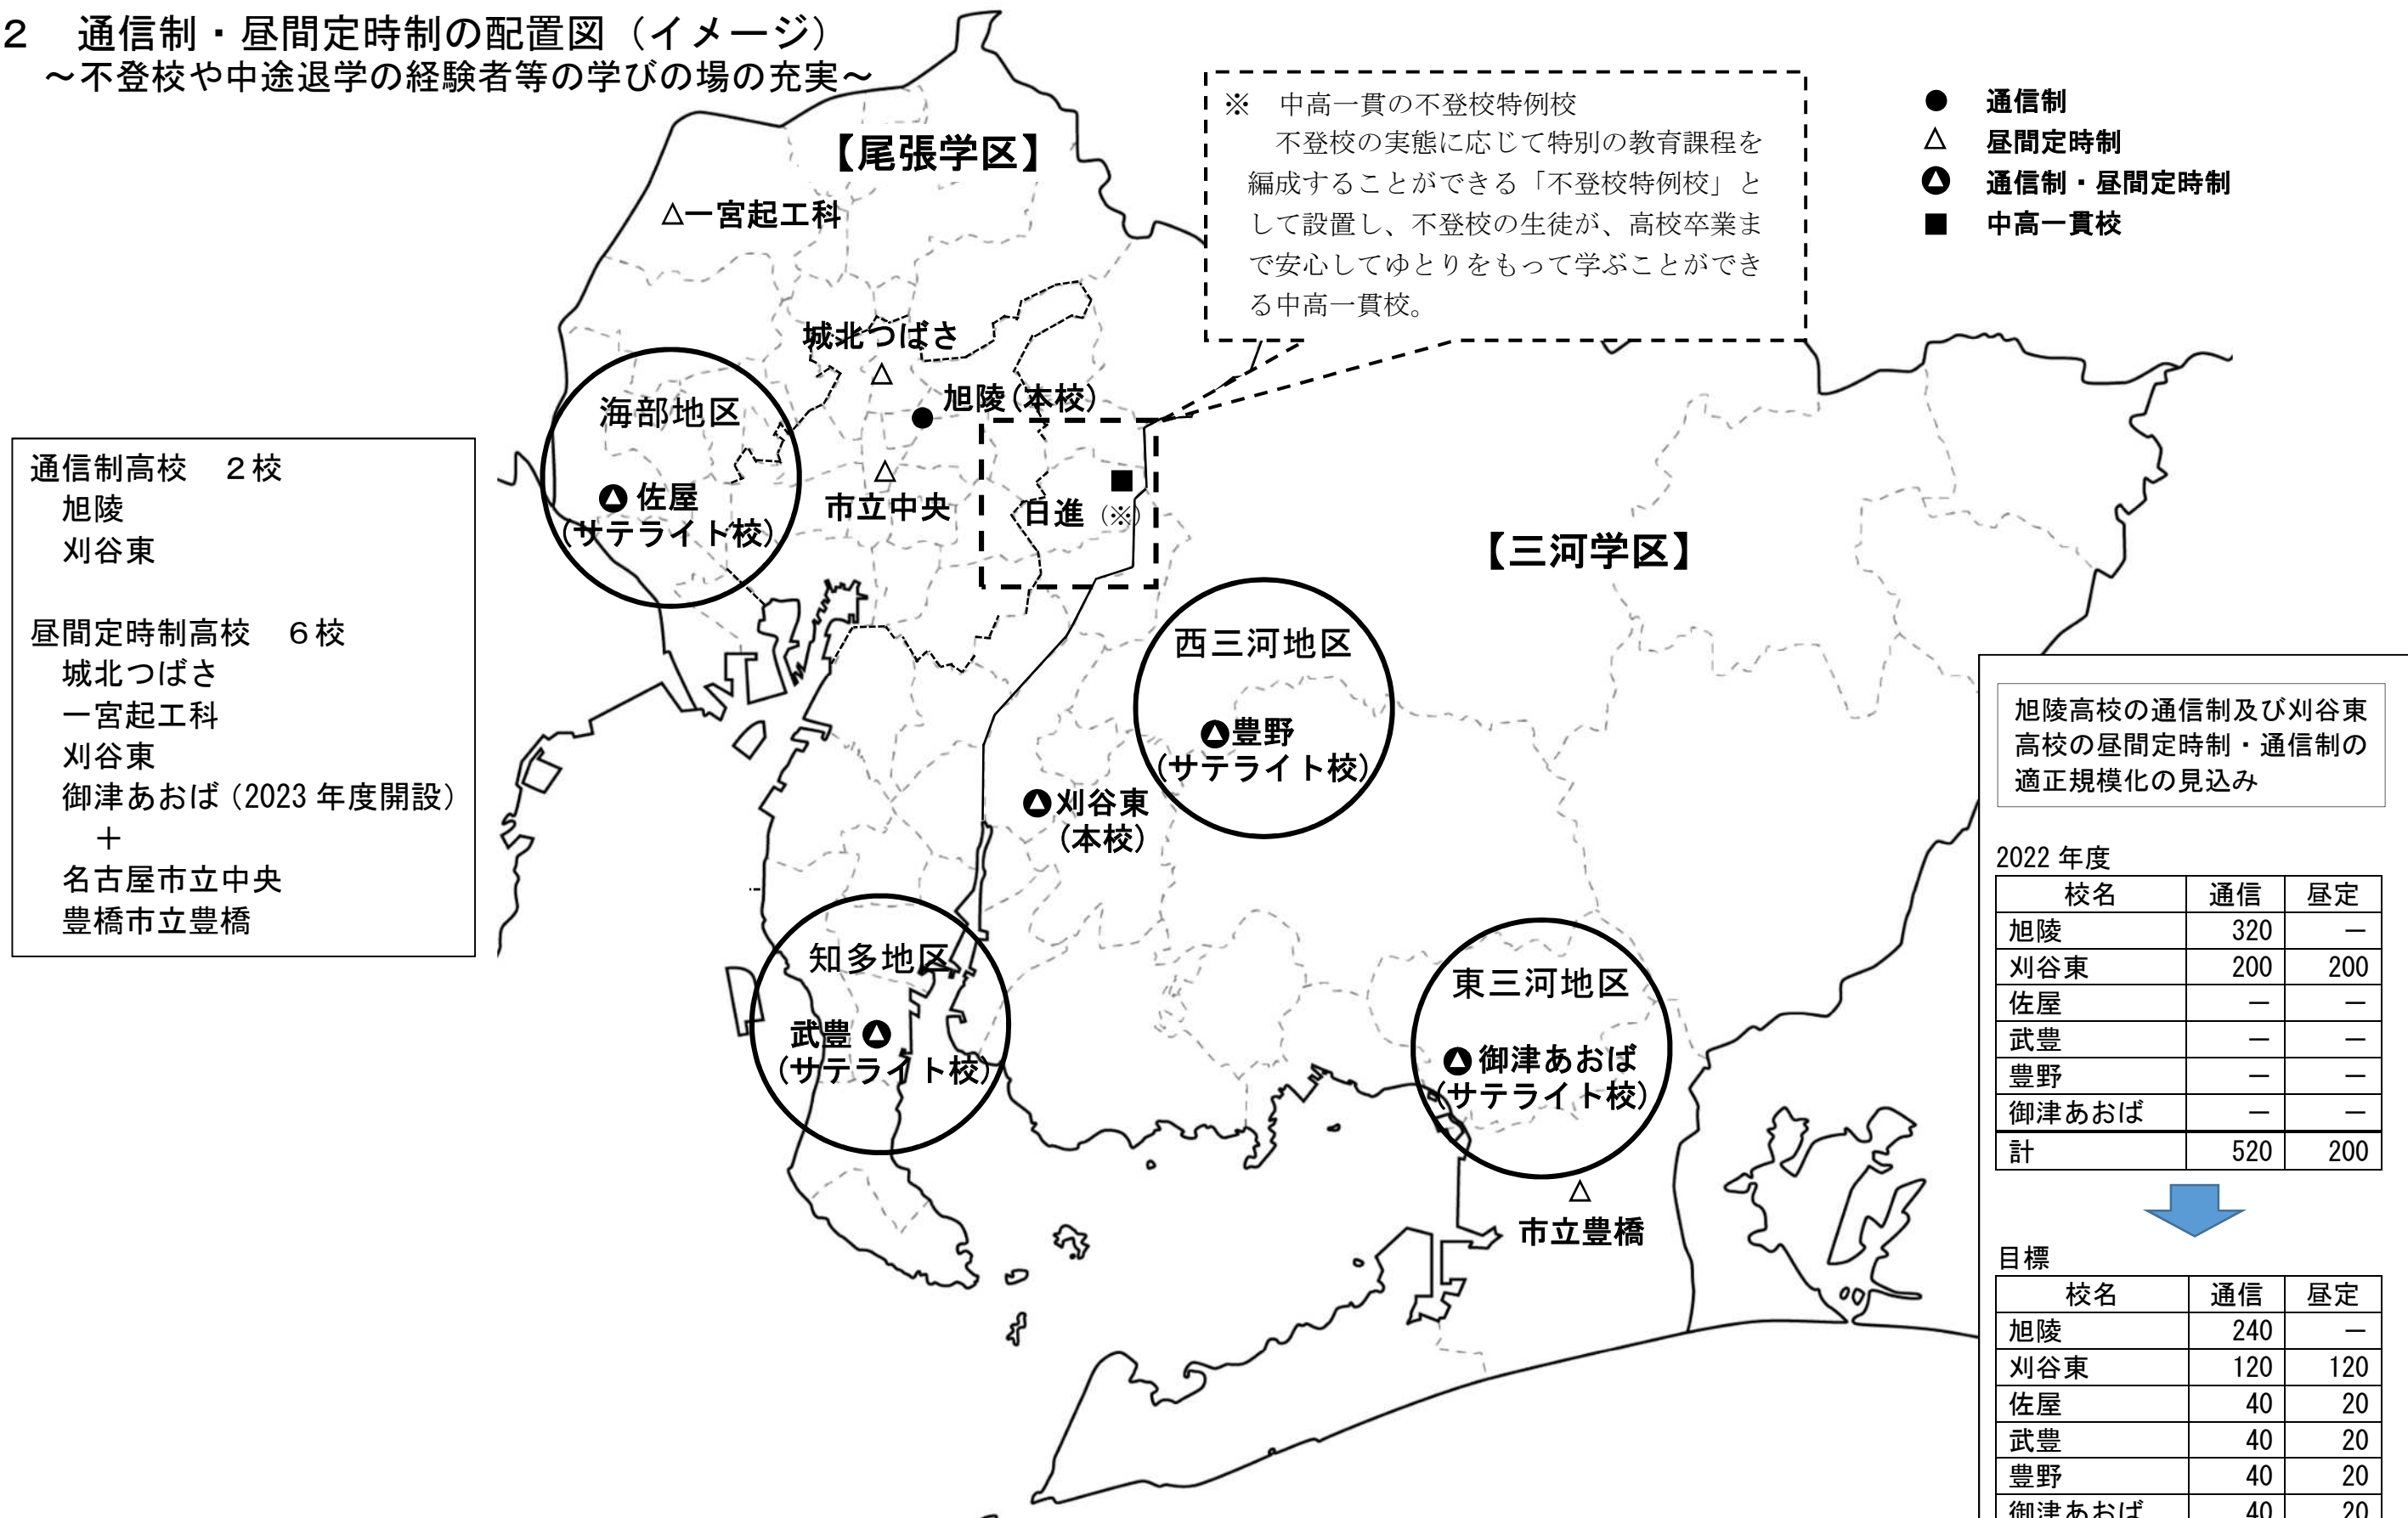 ２　通信制・昼間定時制の配置図（イメージ）
～不登校や中途退学の経験者等の学びの場の充実～
※　中高一貫の不登校特例校
不登校の実態に応じて特別の教育課程を
編成することができる「不登校特例校」と
して設置し、不登校の生徒が、高校卒業ま
で安心してゆとりをもって学ぶことができ
る中高一貫校。
● 通信制
△ 昼間定時制
通信制・昼間定時制
■ 中高一貫校
【尾張学区】
△一宮起工科
城北つばさ
△
旭陵（本校）
●
海部地区
佐屋
（サテライト校）
△
市立中央
■
日進（※）
【三河学区】
通信制高校　２校
旭陵
刈谷東
昼間定時制高校　６校
城北つばさ
一宮起工科
刈谷東
御津あおば（2023 年度開設）
＋
名古屋市立中央
豊橋市立豊橋
西三河地区
豊野
（サテライト校）
刈谷東
（本校）
知多地区
武豊
（サテライト校）
東三河地区
御津あおば
（サテライト校）
△
市立豊橋
旭陵高校の通信制及び刈谷東
高校の昼間定時制・通信制の
適正規模化の見込み
2022 年度
校名 通信 昼定
旭陵 320 －
刈谷東 200 200
佐屋 － －
武豊 － －
豊野 － －
御津あおば － －
計 520 200
目標
校名 通信 昼定
旭陵 240 －
刈谷東 120 120
佐屋 40 20
武豊 40 20
豊野 40 20
御津あおば 40 20